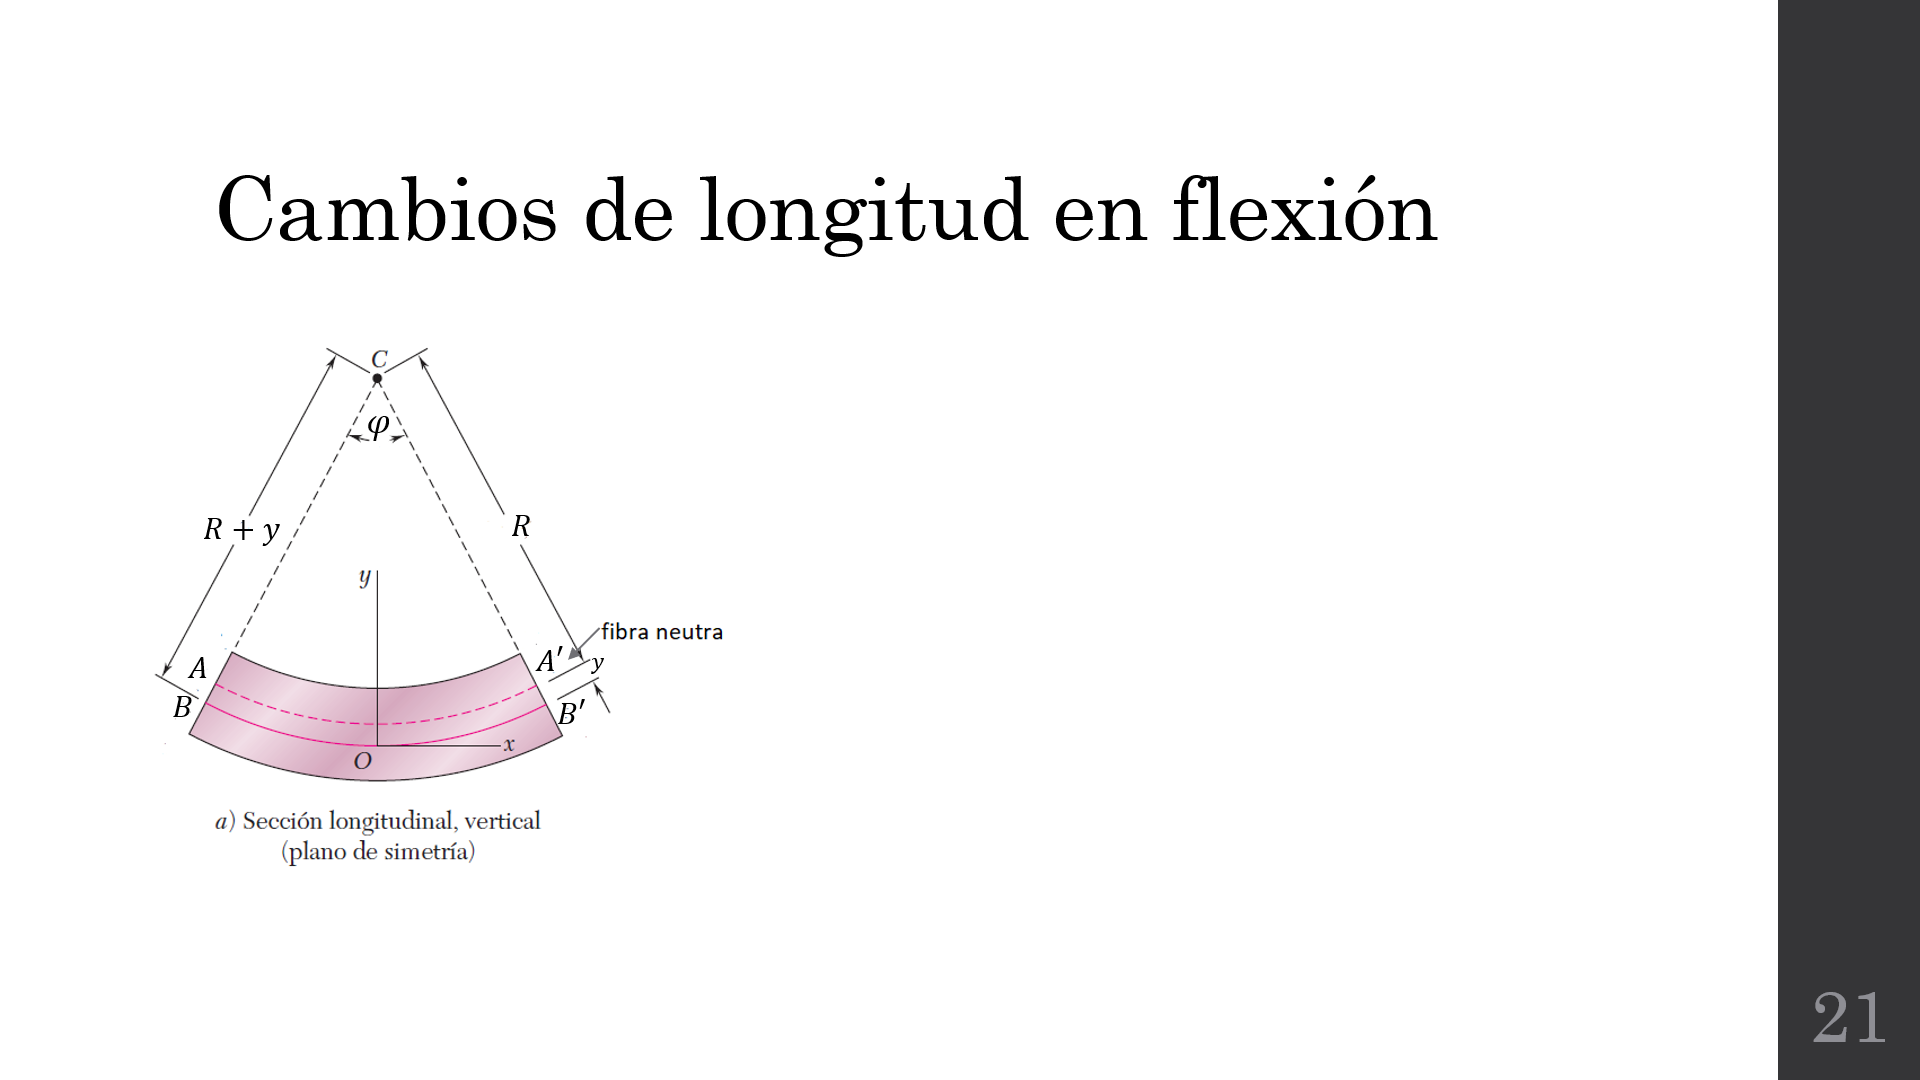 Cambios de longitud en flexión
C
φ
R + y
R
y
fibra neutra
A
A′
y
B
B′
x
O
a) Sección longitudinal, vertical
(plano de simetría)
21